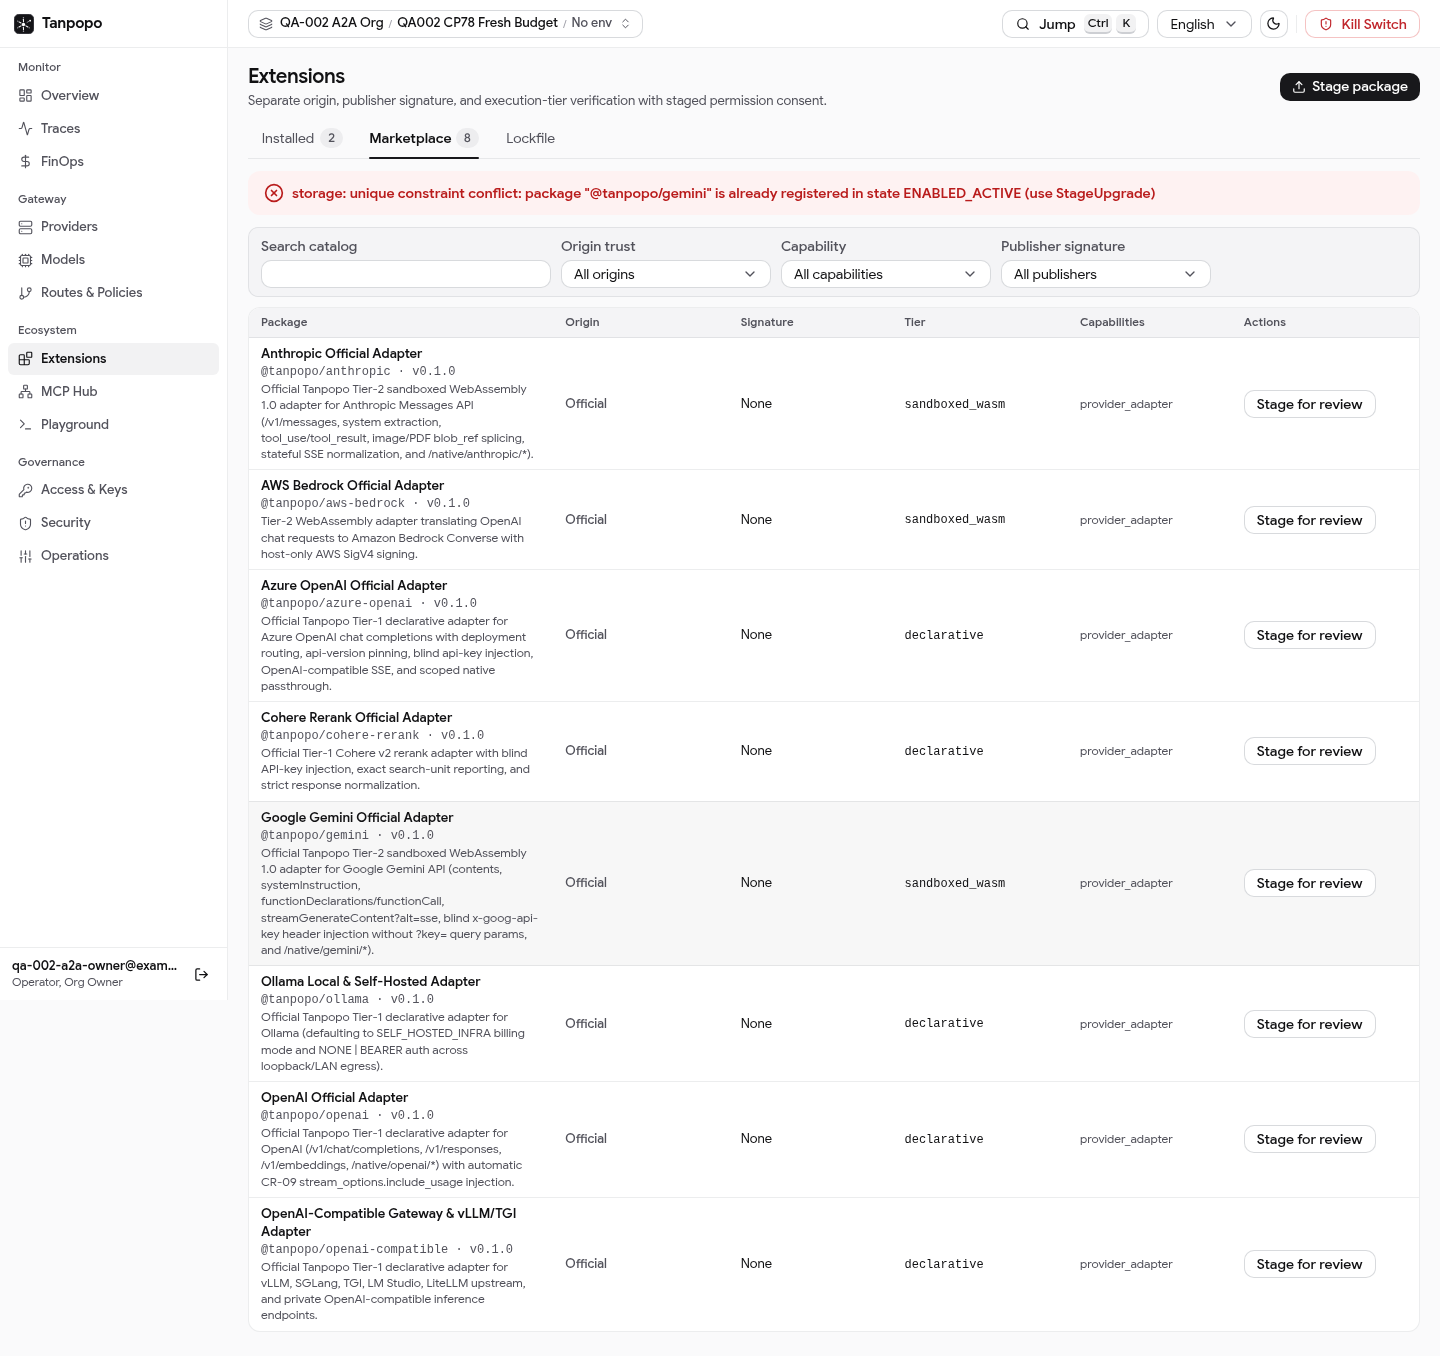 Tanpopo
Monitor
Overview
Traces
FinOps
Gateway
Providers
Models
Routes & Policies
Ecosystem
Extensions
MCP Hub
Playground
Governance
Access & Keys
Security
Operations
qa-002-a2a-owner@exam...
Operator, Org Owner
QA-002 A2A Org / QA002 CP78 Fresh Budget / No env
Jump Ctrl K
English
Kill Switch
Extensions
Separate origin, publisher signature, and execution-tier verification with staged permission consent.
Stage package
Installed 2 Marketplace 8 Lockfile
storage: unique constraint conflict: package "@tanpopo/gemini" is already registered in state ENABLED_ACTIVE (use StageUpgrade)
Search catalog Origin trust Capability Publisher signature
All origins All capabilities All publishers
Package Origin Signature Tier Capabilities Actions
Anthropic Official Adapter
@tanpopo/anthropic · v0.1.0
Official Tanpopo Tier-2 sandboxed WebAssembly
1.0 adapter for Anthropic Messages API
(/v1/messages, system extraction,
tool_use/tool_result, image/PDF blob_ref splicing,
stateful SSE normalization, and /native/anthropic/*).
Official None sandboxed_wasm provider_adapter Stage for review
AWS Bedrock Official Adapter
@tanpopo/aws-bedrock · v0.1.0
Tier-2 WebAssembly adapter translating OpenAI
chat requests to Amazon Bedrock Converse with
host-only AWS SigV4 signing.
Official None sandboxed_wasm provider_adapter Stage for review
Azure OpenAI Official Adapter
@tanpopo/azure-openai · v0.1.0
Official Tanpopo Tier-1 declarative adapter for
Azure OpenAI chat completions with deployment
routing, api-version pinning, blind api-key injection,
OpenAI-compatible SSE, and scoped native
passthrough.
Official None declarative provider_adapter Stage for review
Cohere Rerank Official Adapter
@tanpopo/cohere-rerank · v0.1.0
Official Tier-1 Cohere v2 rerank adapter with blind
API-key injection, exact search-unit reporting, and
strict response normalization.
Official None declarative provider_adapter Stage for review
Google Gemini Official Adapter
@tanpopo/gemini · v0.1.0
Official Tanpopo Tier-2 sandboxed WebAssembly
1.0 adapter for Google Gemini API (contents,
systemInstruction,
functionDeclarations/functionCall,
streamGenerateContent?alt=sse, blind x-goog-api-
key header injection without ?key= query params,
and /native/gemini/*).
Official None sandboxed_wasm provider_adapter Stage for review
Ollama Local & Self-Hosted Adapter
@tanpopo/ollama · v0.1.0
Official Tanpopo Tier-1 declarative adapter for
Ollama (defaulting to SELF_HOSTED_INFRA billing
mode and NONE | BEARER auth across
loopback/LAN egress).
Official None declarative provider_adapter Stage for review
OpenAI Official Adapter
@tanpopo/openai · v0.1.0
Official Tanpopo Tier-1 declarative adapter for
OpenAI (/v1/chat/completions, /v1/responses,
/v1/embeddings, /native/openai/*) with automatic
CR-09 stream_options.include_usage injection.
Official None declarative provider_adapter Stage for review
OpenAI-Compatible Gateway & vLLM/TGI
Adapter
@tanpopo/openai-compatible · v0.1.0
Official Tanpopo Tier-1 declarative adapter for
vLLM, SGLang, TGI, LM Studio, LiteLLM upstream,
and private OpenAI-compatible inference
endpoints.
Official None declarative provider_adapter Stage for review